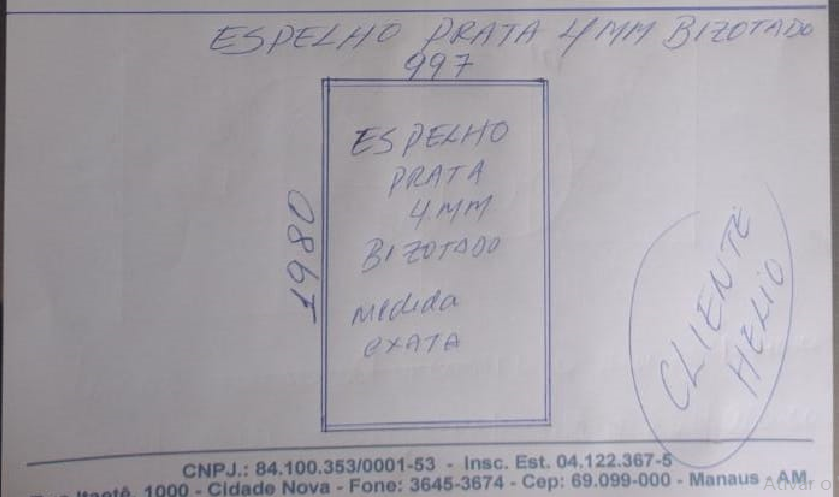 ESPELHO PRATA 4MM BIZOTADO
997
ESPELHO
PRATA
4MM
BIZOTADO
1980
medida
EXATA
CLIENTE
HELIO
CNPJ.: 84.100.353/0001-53 - Insc. Est. 04.122.367-5
Itaetê, 1000 - Cidade Nova - Fone: 3645-3674 - Cep: 69.099-000 - Manaus AM
Ativar o